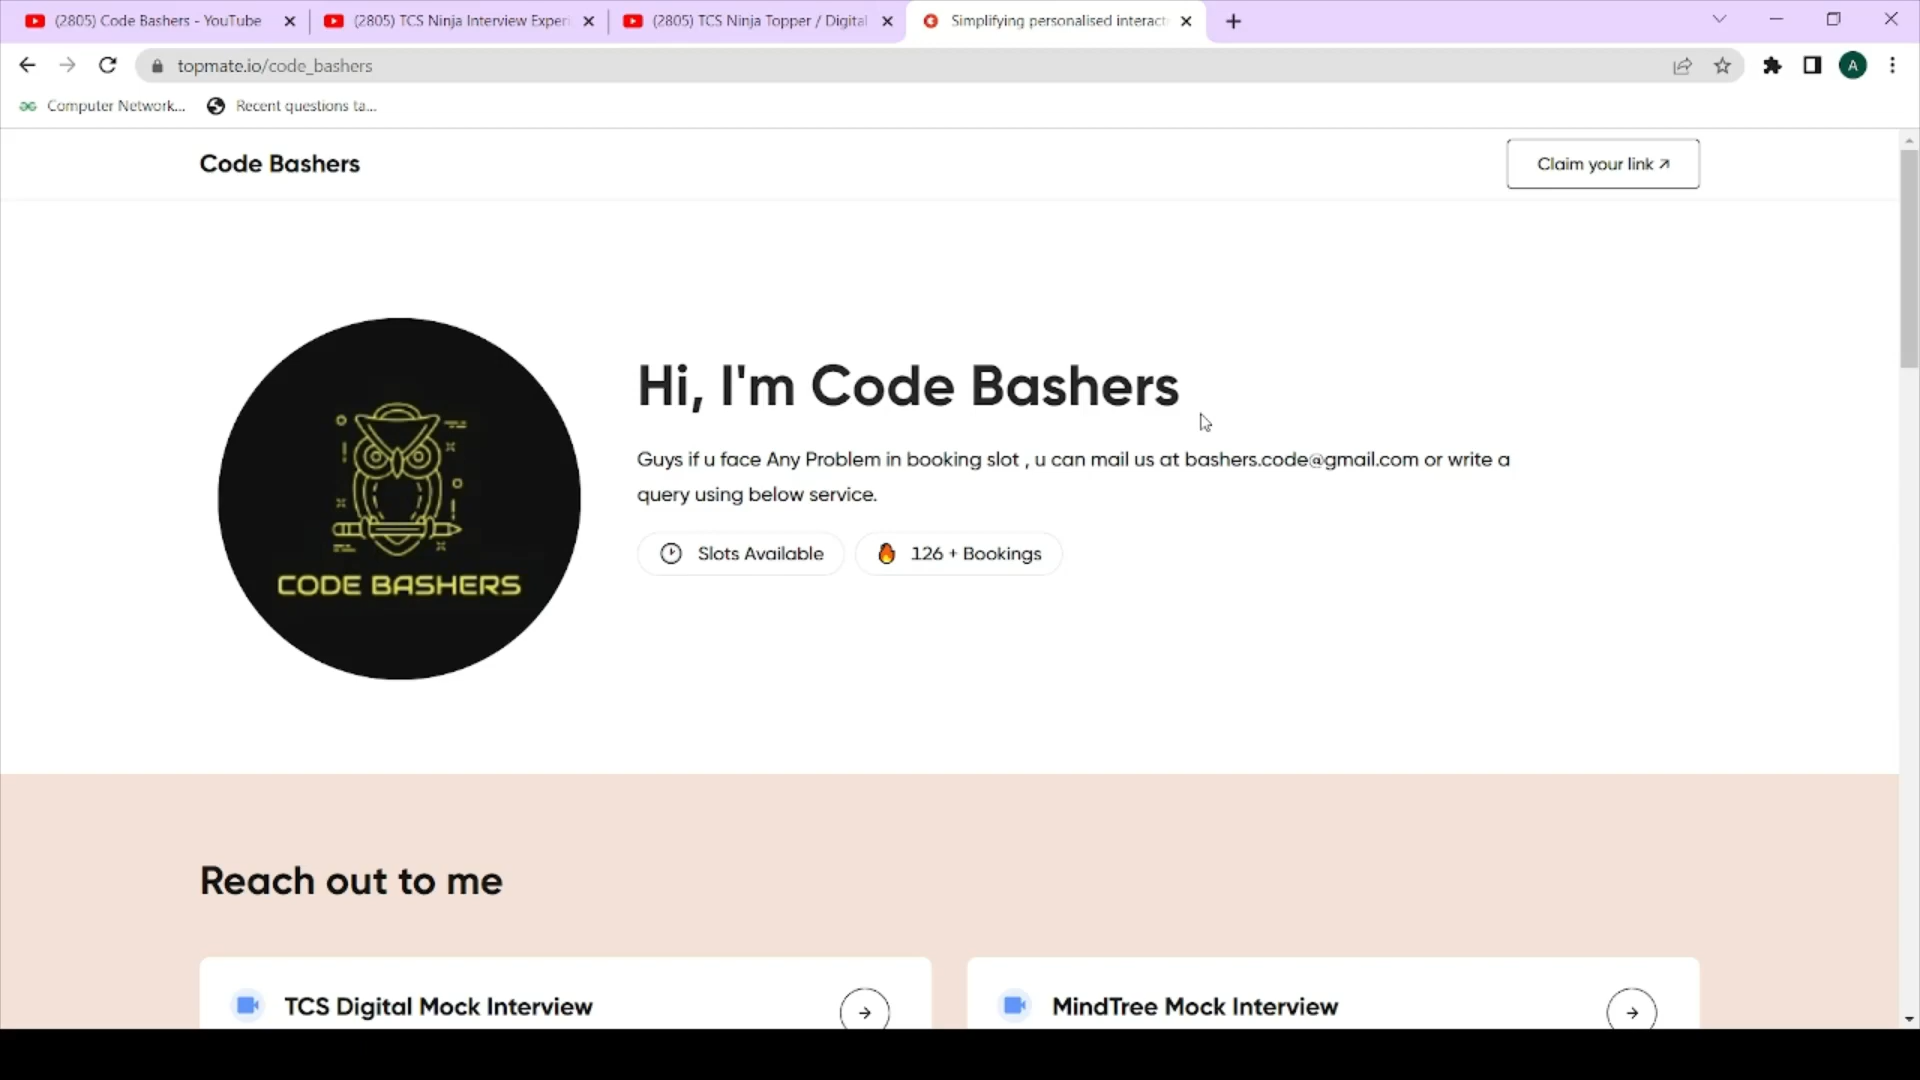 (2805) Code Bashers - YouTube
(2805) TCS Ninja Interview Experi
(2805) TCS Ninja Topper / Digital
Simplifying personalised interact
topmate.io/code_bashers
A
Computer Network...
Recent questions ta...
Code Bashers
Claim your link
Hi, I'm Code Bashers
Guys if u face Any Problem in booking slot , u can mail us at bashers.code@gmail.com or write a
query using below service.
Slots Available
126 + Bookings
CODE BASHERS
Reach out to me
TCS Digital Mock Interview
MindTree Mock Interview